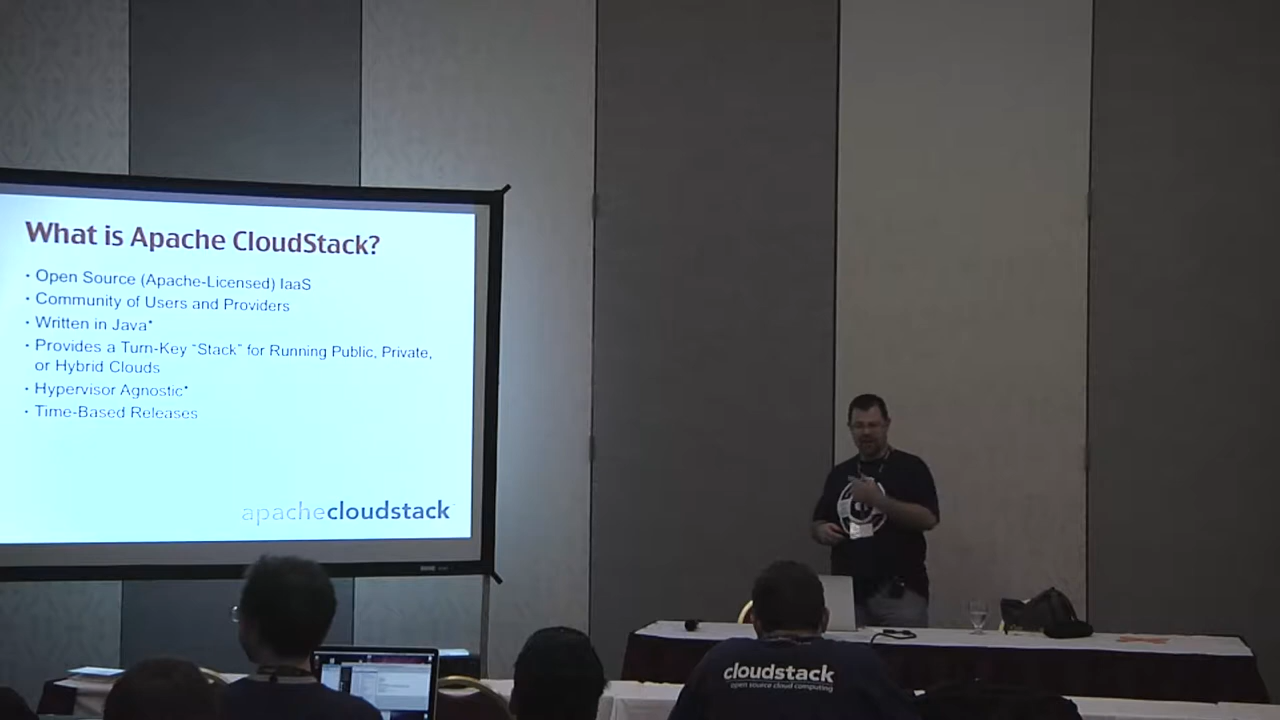 What is Apache CloudStack?
• Open Source (Apache-Licensed) IaaS
• Community of Users and Providers
• Written in Java*
• Provides a Turn-Key “Stack” for Running Public, Private,
or Hybrid Clouds
• Hypervisor Agnostic*
• Time-Based Releases
apachecloudstack
cloudstack
open source cloud computing